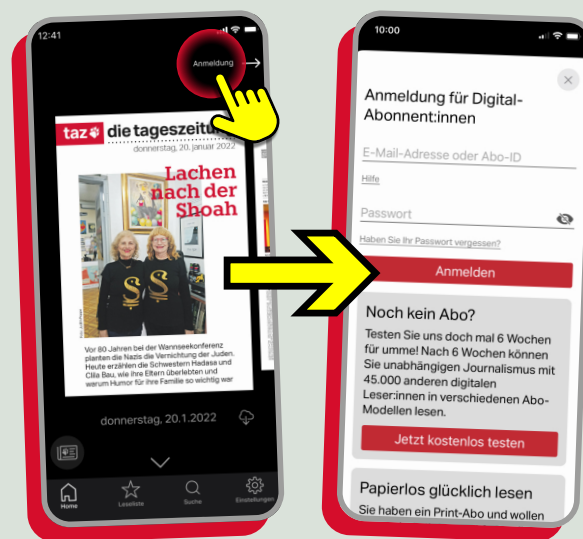 12:41
Anmeldung
taz die tageszeitung
donnerstag, 20. januar 2022
Lachen
nach der
Shoah
Vor 80 Jahren bei der Wannseekonferenz
planten die Nazis die Vernichtung der Juden.
Heute erzählen die Schwestern Hadasa und
Clila Bau, wie ihre Eltern überlebten und
warum Humor für ihre Familie so wichtig war
donnerstag, 20.1.2022
Home
Leseliste
Suche
Einstellungen
10:00
Anmeldung für Digital-
Abonnent:innen
E-Mail-Adresse oder Abo-ID
Hilfe
Passwort
Haben Sie Ihr Passwort vergessen?
Anmelden
Noch kein Abo?
Testen Sie uns doch mal 6 Wochen
für umme! Nach 6 Wochen können
Sie unabhängigen Journalismus mit
45.000 anderen digitalen
Leser:innen in verschiedenen Abo-
Modellen lesen.
Jetzt kostenlos testen
Papierlos glücklich lesen
Sie haben ein Print-Abo und wollen